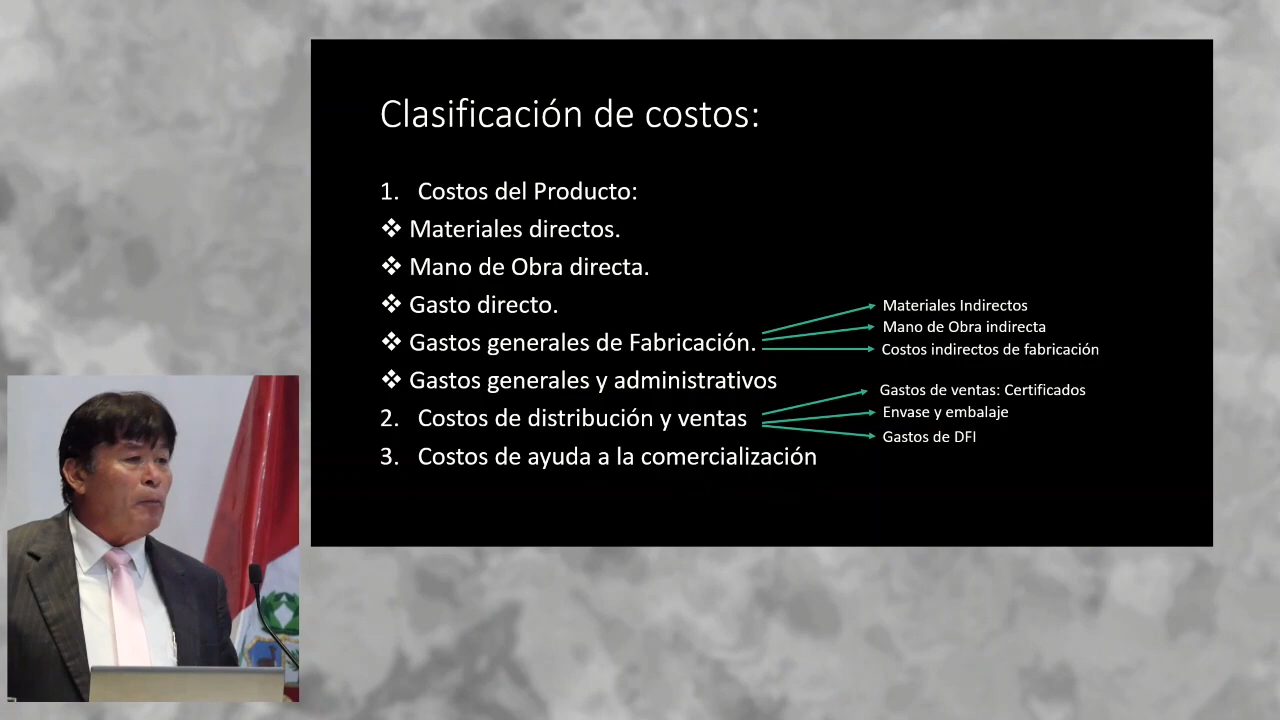 Clasificación de costos:
1. Costos del Producto:
❖ Materiales directos.
❖ Mano de Obra directa.
❖ Gasto directo.
❖ Gastos generales de Fabricación.
Materiales Indirectos
Mano de Obra indirecta
Costos indirectos de fabricación
❖ Gastos generales y administrativos
2. Costos de distribución y ventas
Gastos de ventas: Certificados
Envase y embalaje
Gastos de DFI
3. Costos de ayuda a la comercialización